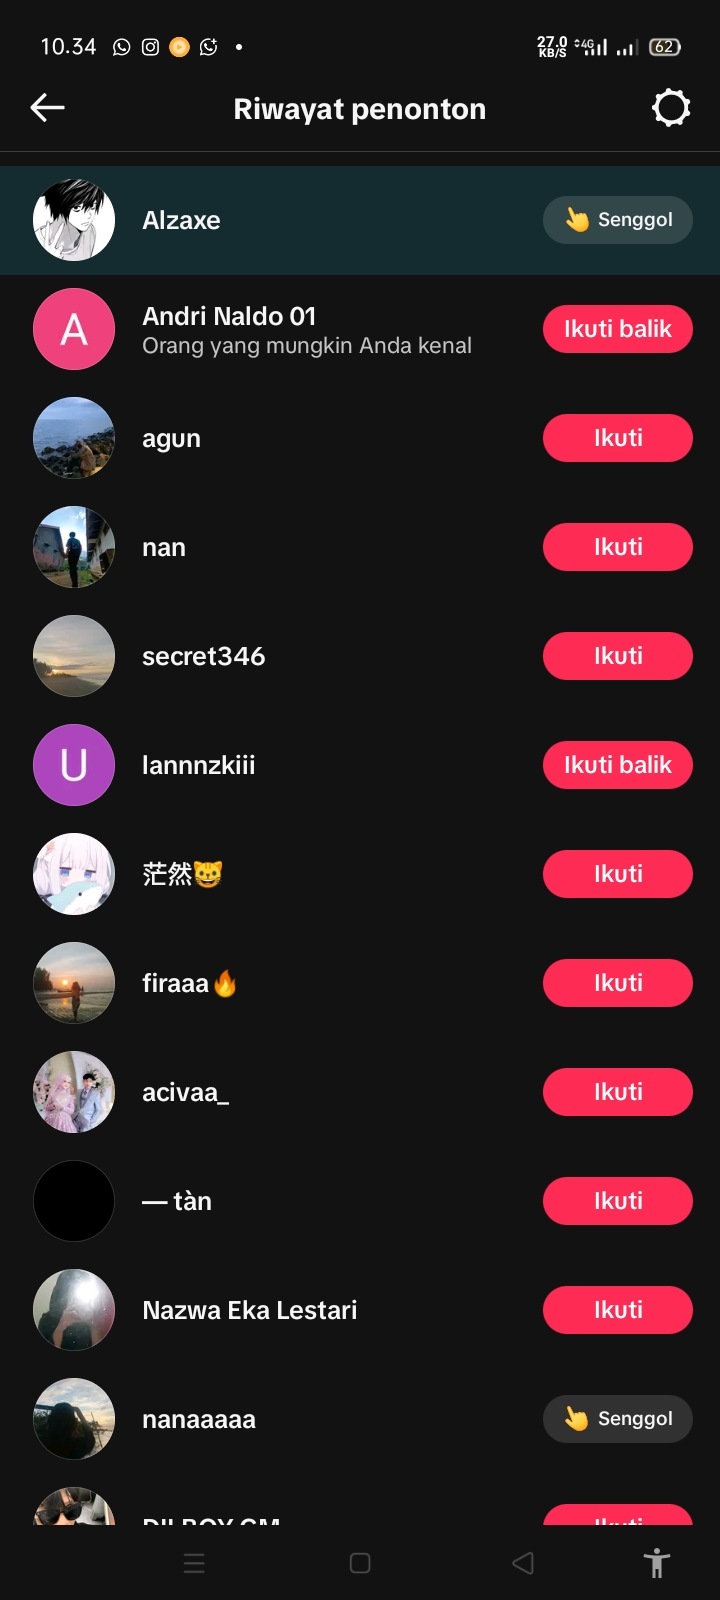 10.34
27.0
KB/S
4G
62
Riwayat penonton
Alzaxe
👆 Senggol
A
Andri Naldo 01
Orang yang mungkin Anda kenal
Ikuti balik
agun
Ikuti
nan
Ikuti
secret346
Ikuti
U
lannnzkiii
Ikuti balik
茫然😺
Ikuti
firaaa🔥
Ikuti
acivaa_
Ikuti
— tàn
Ikuti
Nazwa Eka Lestari
Ikuti
nanaaaaa
👆 Senggol
Ikuti